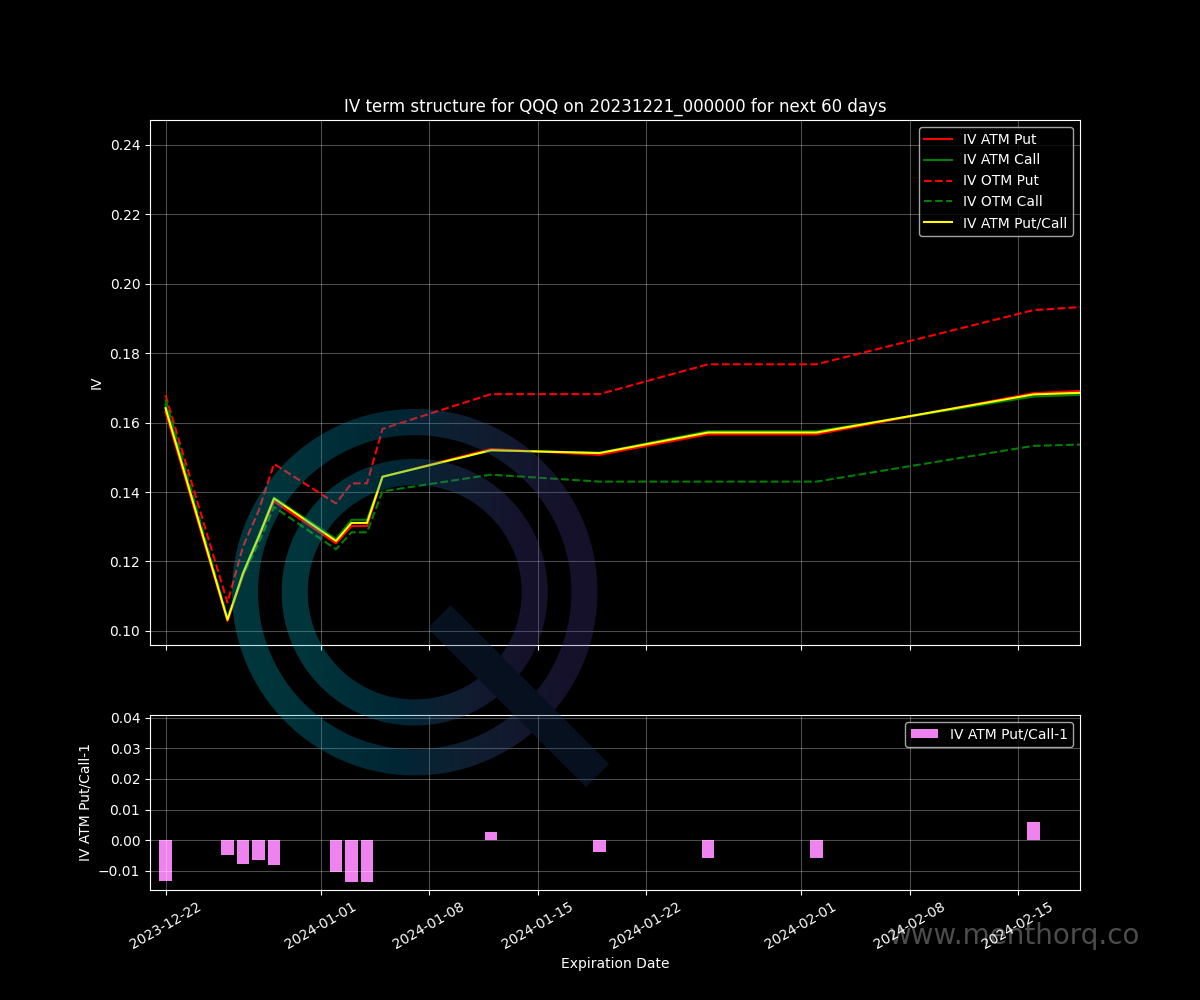 IV term structure for QQQ on 20231221_000000 for next 60 days
IV ATM Put
IV ATM Call
IV OTM Put
IV OTM Call
IV ATM Put/Call
0.24
0.22
0.20
0.18
0.16
0.14
0.12
0.10
IV
IV ATM Put/Call-1
0.04
0.03
0.02
0.01
0.00
−0.01
IV ATM Put/Call-1
2023-12-22
2024-01-01
2024-01-08
2024-01-15
2024-01-22
2024-02-01
2024-02-08
2024-02-15
www.menthorq.co
Expiration Date